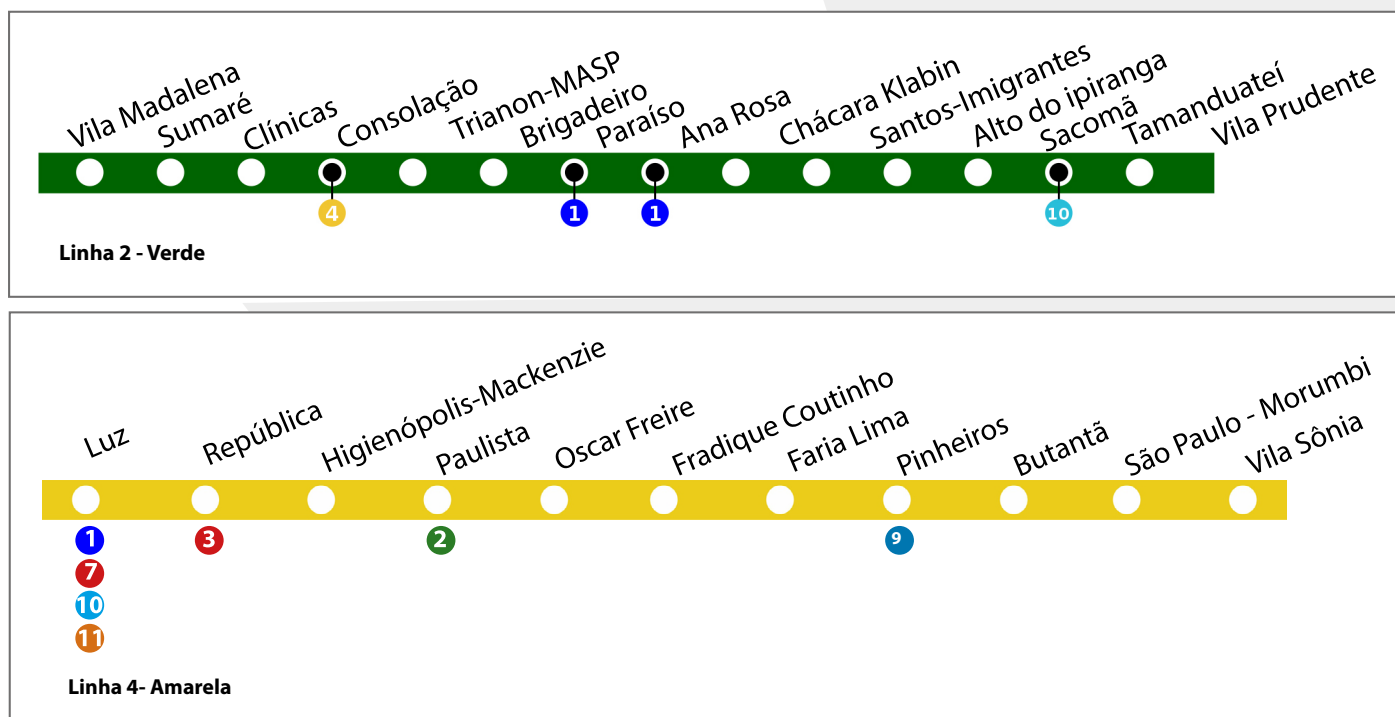 Vila Madalena
Sumaré
Clínicas
Consolação
Trianon-MASP
Brigadeiro
Paraíso
Ana Rosa
Chácara Klabin
Santos-Imigrantes
Alto do ipiranga
Sacomã
Tamanduateí
Vila Prudente
4
1
1
10
Linha 2 - Verde
Luz
República
Higienópolis-Mackenzie
Paulista
Oscar Freire
Fradique Coutinho
Faria Lima
Pinheiros
Butantã
São Paulo - Morumbi
Vila Sônia
1
3
2
9
7
10
11
Linha 4- Amarela